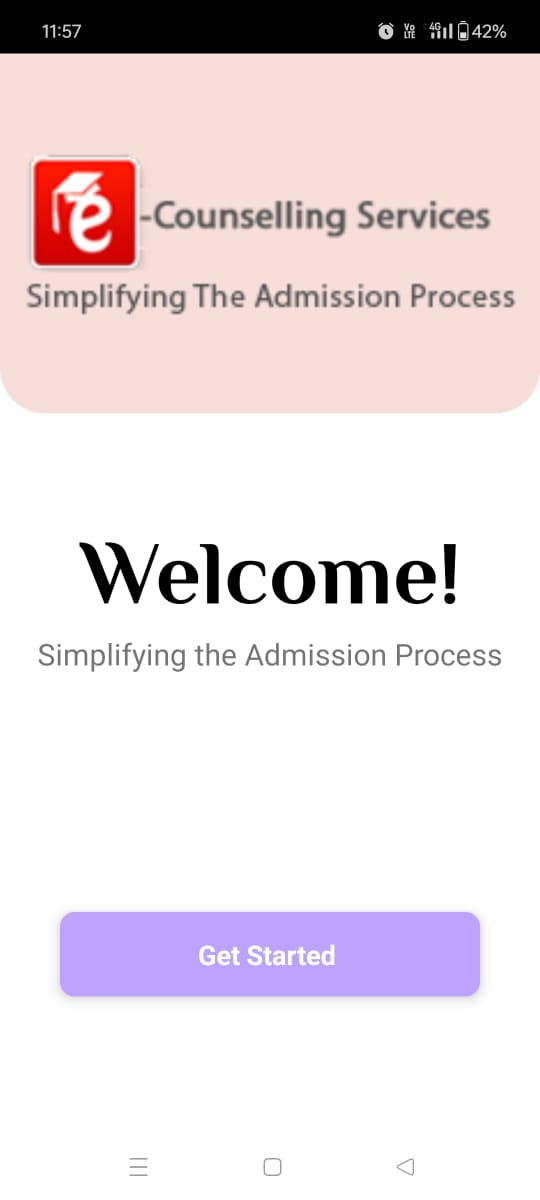 11:57
Vo LTE 4G 42%
e-Counselling Services
Simplifying The Admission Process
Welcome!
Simplifying the Admission Process
Get Started